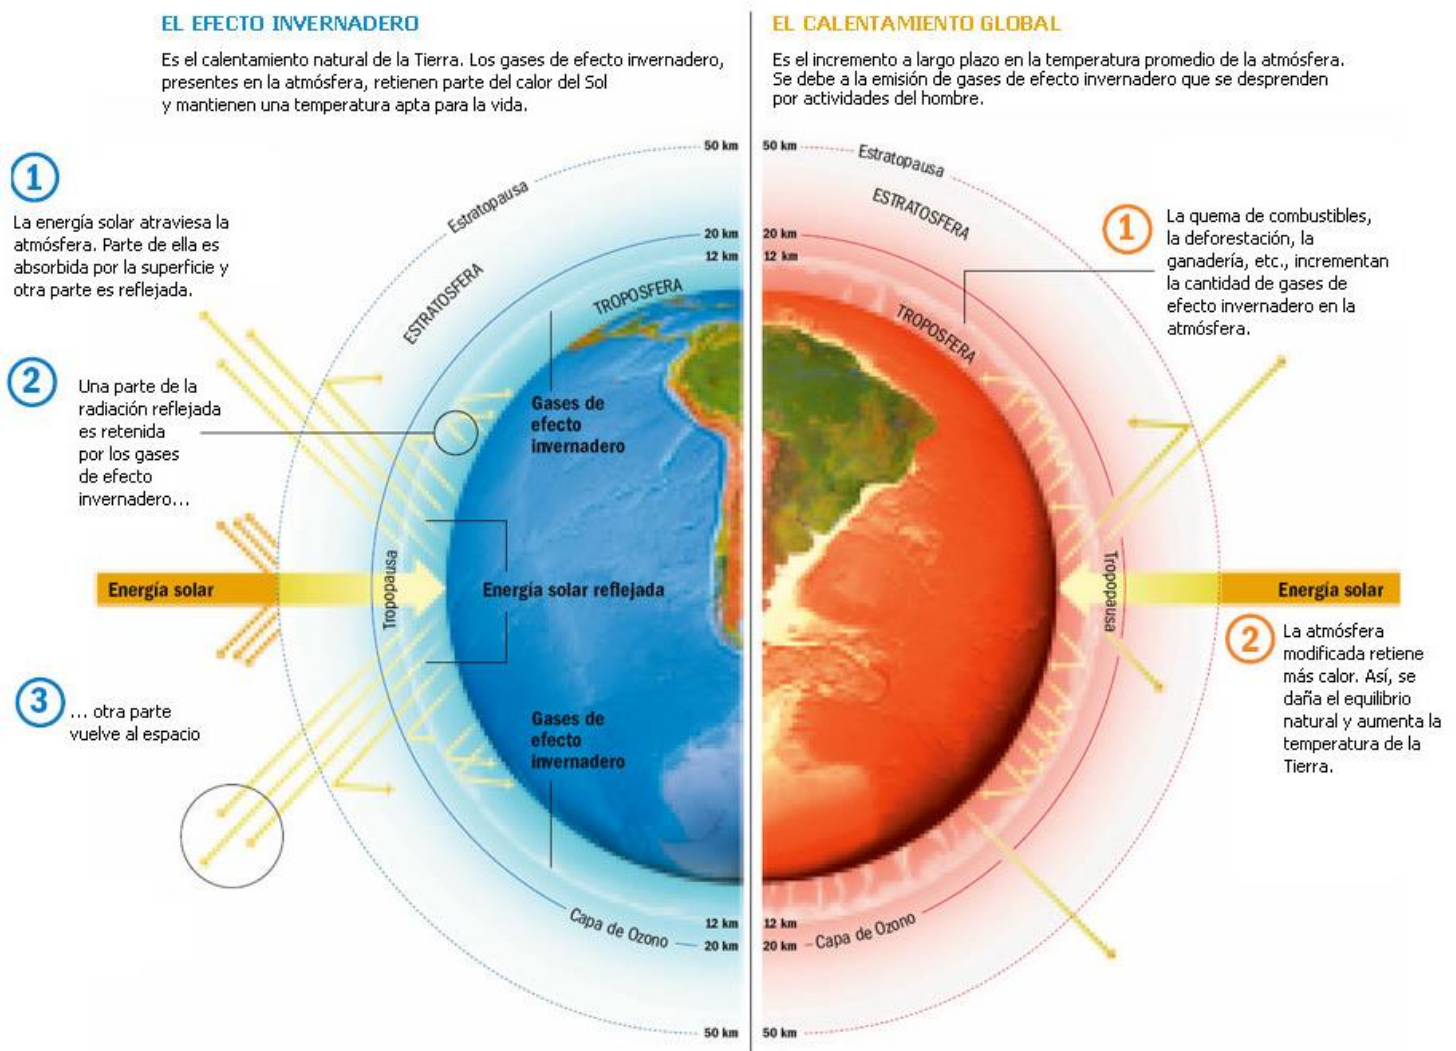 EL EFECTO INVERNADERO
Es el calentamiento natural de la Tierra. Los gases de efecto invernadero,
presentes en la atmósfera, retienen parte del calor del Sol
y mantienen una temperatura apta para la vida.
1
La energía solar atraviesa la
atmósfera. Parte de ella es
absorbida por la superficie y
otra parte es reflejada.
2
Una parte de la
radiación reflejada
es retenida
por los gases
de efecto
invernadero...
Energía solar
3
... otra parte
vuelve al espacio
50 km
Estratopausa
20 km
12 km
ESTRATOSFERA
TROPOSFERA
Gases de
efecto
invernadero
Tropopausa
Energía solar reflejada
Gases de
efecto
invernadero
Capa de Ozono
12 km
20 km
50 km
EL CALENTAMIENTO GLOBAL
Es el incremento a largo plazo en la temperatura promedio de la atmósfera.
Se debe a la emisión de gases de efecto invernadero que se desprenden
por actividades del hombre.
50 km
Estratopausa
ESTRATOSFERA
20 km
12 km
TROPOSFERA
1
La quema de combustibles,
la deforestación, la
ganadería, etc., incrementan
la cantidad de gases de
efecto invernadero en la
atmósfera.
Tropopausa
Energía solar
2
La atmósfera
modificada retiene
más calor. Así, se
daña el equilibrio
natural y aumenta la
temperatura de la
Tierra.
12 km
20 km
Capa de Ozono
50 km